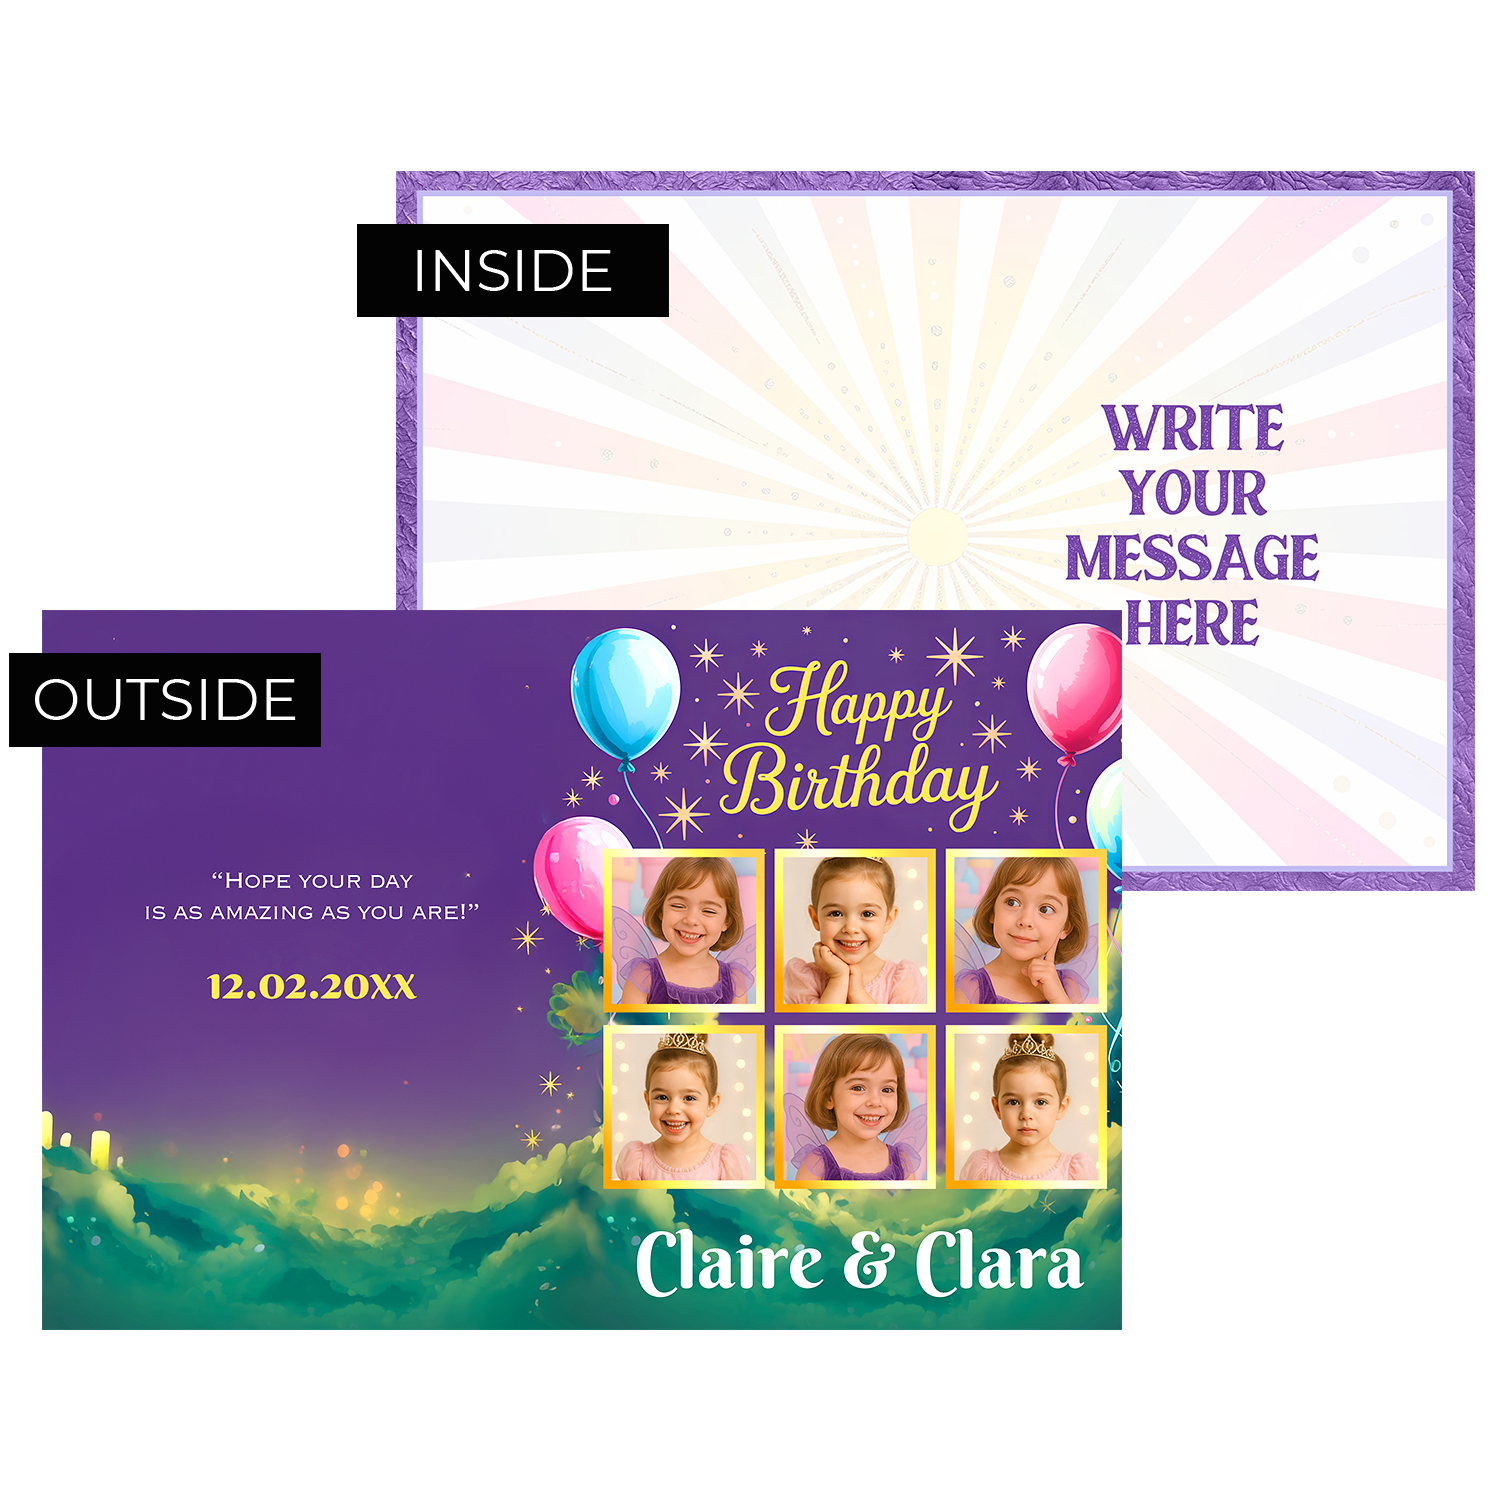 INSIDE
WRITE
YOUR
MESSAGE
HERE
OUTSIDE
Happy
Birthday
“HOPE YOUR DAY
IS AS AMAZING AS YOU ARE!”
12.02.20XX
Claire & Clara